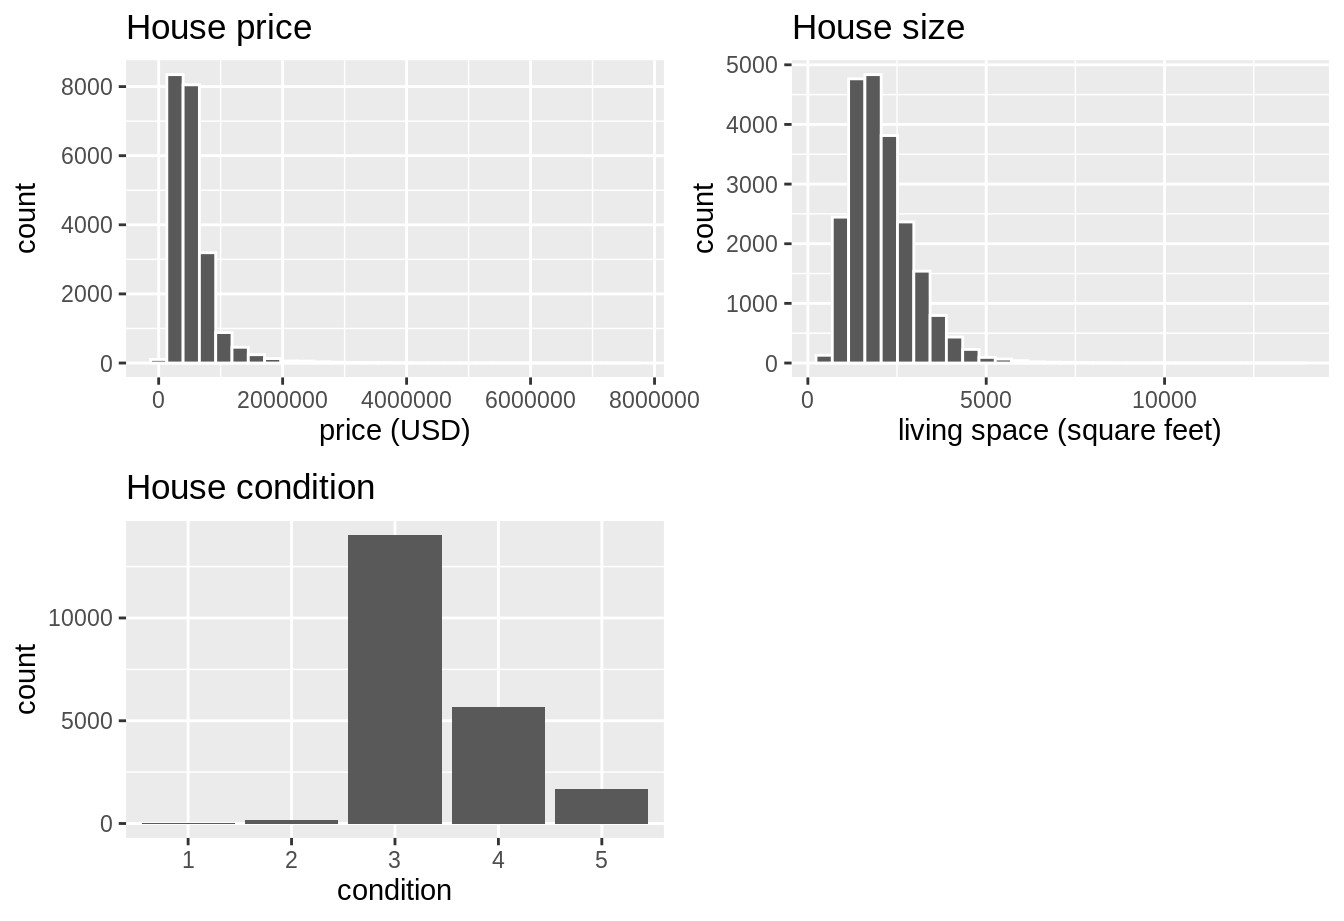 House price
8000
6000
4000
2000
0
count
0 2000000 4000000 6000000 8000000
price (USD)
House size
5000
4000
3000
2000
1000
0
count
0 5000 10000
living space (square feet)
House condition
10000
5000
0
count
1 2 3 4 5
condition